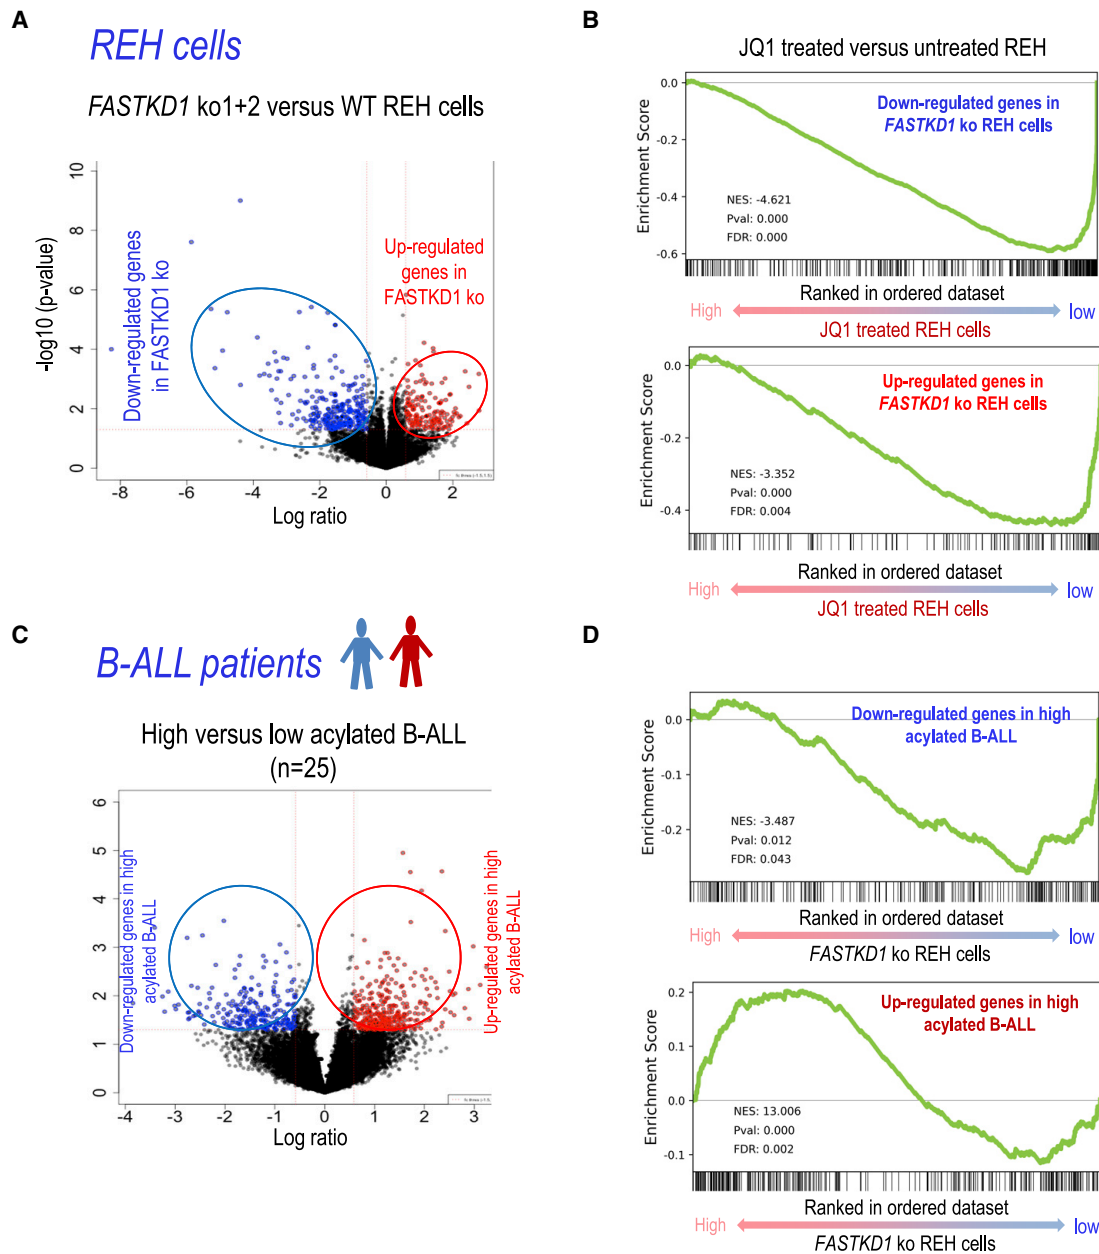 A
REH cells
FASTKD1 ko1+2 versus WT REH cells
-log10 (p-value)
10
8
6
4
2
0
Down-regulated genes
in FASTKD1 ko
Up-regulated
genes in
FASTKD1 ko
-8
-6
-4
-2
0
2
Log ratio
B
JQ1 treated versus untreated REH
Enrichment Score
0.0
-0.2
-0.4
-0.6
Down-regulated genes in
FASTKD1 ko REH cells
NES: -4.621
Pval: 0.000
FDR: 0.000
Ranked in ordered dataset
High
low
JQ1 treated REH cells
Enrichment Score
0.0
-0.2
-0.4
Up-regulated genes in
FASTKD1 ko REH cells
NES: -3.352
Pval: 0.000
FDR: 0.004
Ranked in ordered dataset
High
low
JQ1 treated REH cells
C
B-ALL patients
High versus low acylated B-ALL
(n=25)
6
5
4
3
2
1
0
Down-regulated genes in high
acylated B-ALL
Up-regulated genes in high
acylated B-ALL
-4
-3
-2
-1
0
1
2
3
Log ratio
D
Enrichment Score
0.0
-0.1
-0.2
Down-regulated genes in high
acylated B-ALL
NES: -3.487
Pval: 0.012
FDR: 0.043
Ranked in ordered dataset
High
low
FASTKD1 ko REH cells
Enrichment Score
0.2
0.1
0.0
-0.1
Up-regulated genes in high
acylated B-ALL
NES: 13.006
Pval: 0.000
FDR: 0.002
Ranked in ordered dataset
High
low
FASTKD1 ko REH cells